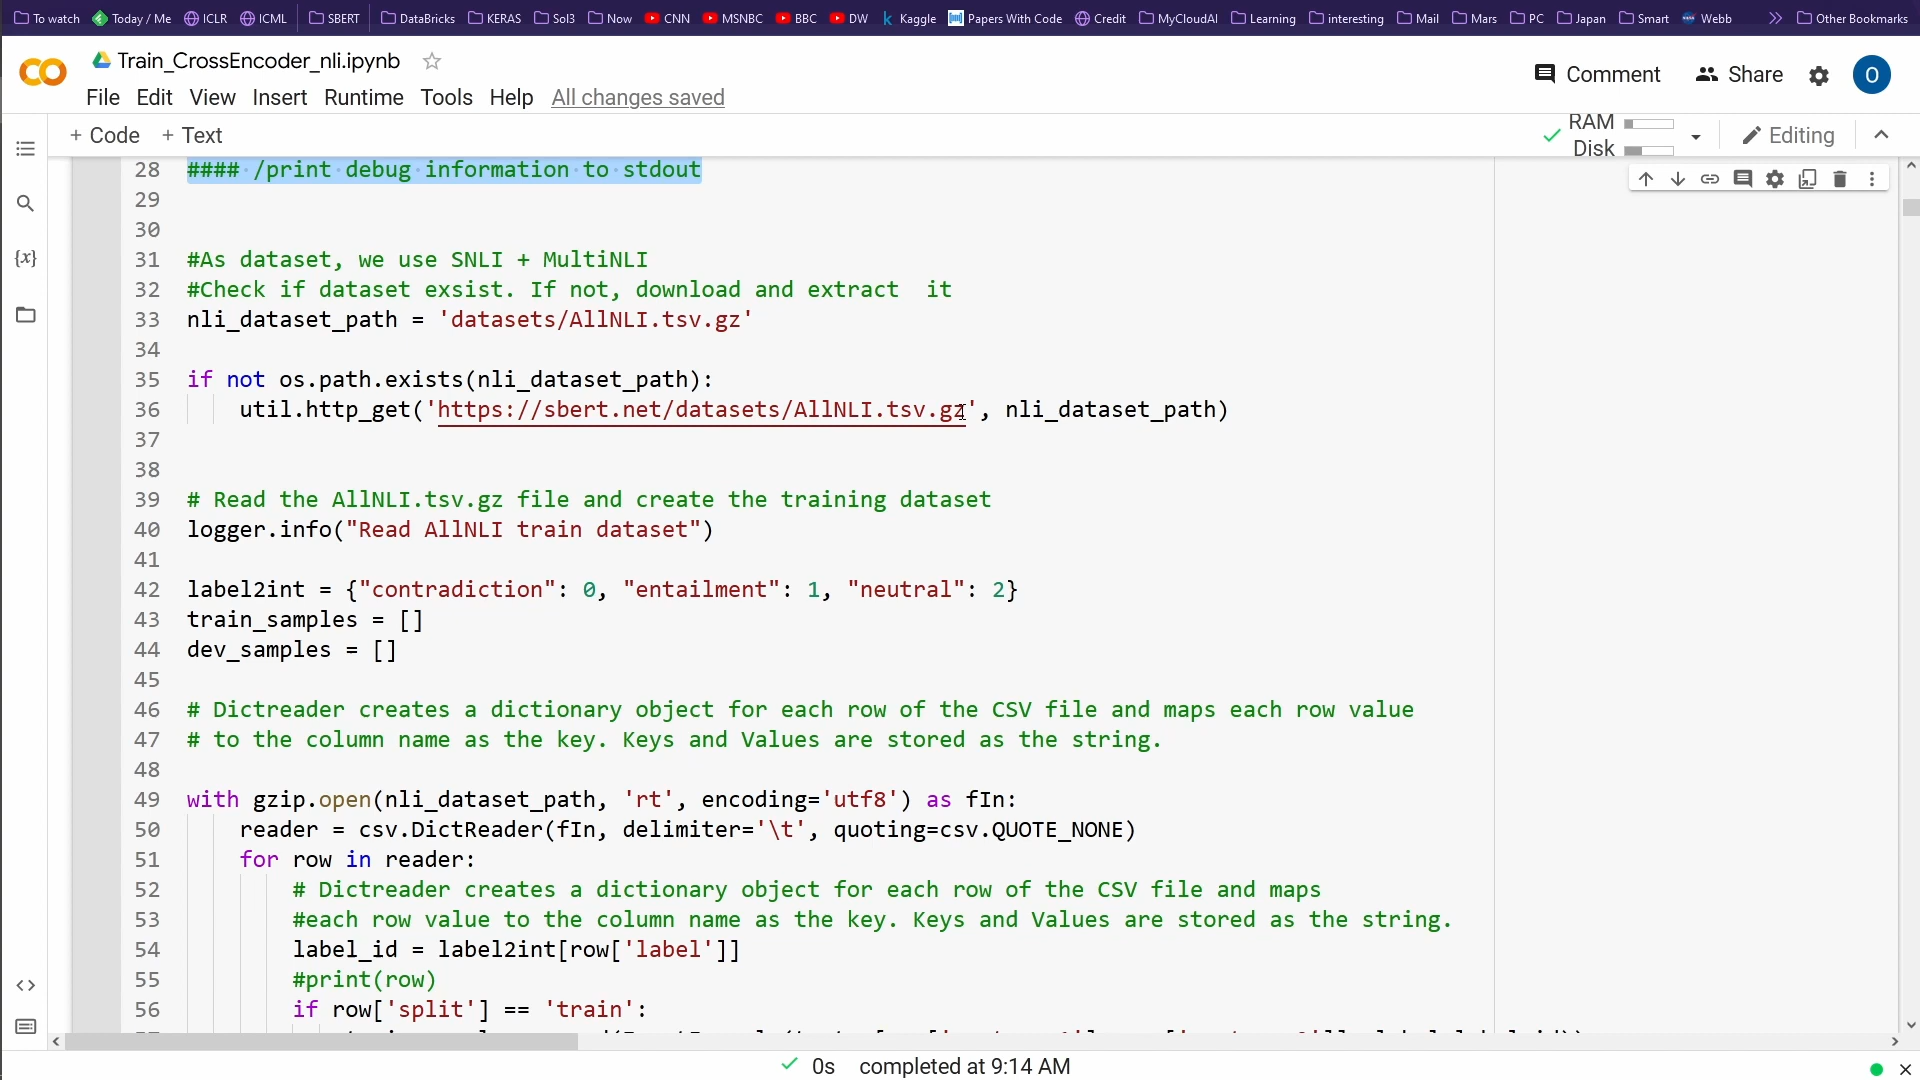 To watch Today / Me ICLR ICML SBERT DataBricks KERAS Sol3 Now CNN MSNBC BBC DW Kaggle Papers With Code Credit MyCloudAI Learning interesting Mail Mars PC Japan Smart Webb Other Bookmarks
Train_CrossEncoder_nli.ipynb
Comment Share O
File Edit View Insert Runtime Tools Help All changes saved
+ Code + Text RAM Disk Editing
28 #### /print debug information to stdout
29
30
31 #As dataset, we use SNLI + MultiNLI
32 #Check if dataset exsist. If not, download and extract  it
33 nli_dataset_path = 'datasets/AllNLI.tsv.gz'
34
35 if not os.path.exists(nli_dataset_path):
36     util.http_get('https://sbert.net/datasets/AllNLI.tsv.gz', nli_dataset_path)
37
38
39 # Read the AllNLI.tsv.gz file and create the training dataset
40 logger.info("Read AllNLI train dataset")
41
42 label2int = {"contradiction": 0, "entailment": 1, "neutral": 2}
43 train_samples = []
44 dev_samples = []
45
46 # Dictreader creates a dictionary object for each row of the CSV file and maps each row value
47 # to the column name as the key. Keys and Values are stored as the string.
48
49 with gzip.open(nli_dataset_path, 'rt', encoding='utf8') as fIn:
50     reader = csv.DictReader(fIn, delimiter='\t', quoting=csv.QUOTE_NONE)
51     for row in reader:
52         # Dictreader creates a dictionary object for each row of the CSV file and maps
53         #each row value to the column name as the key. Keys and Values are stored as the string.
54         label_id = label2int[row['label']]
55         #print(row)
56         if row['split'] == 'train':
0s completed at 9:14 AM